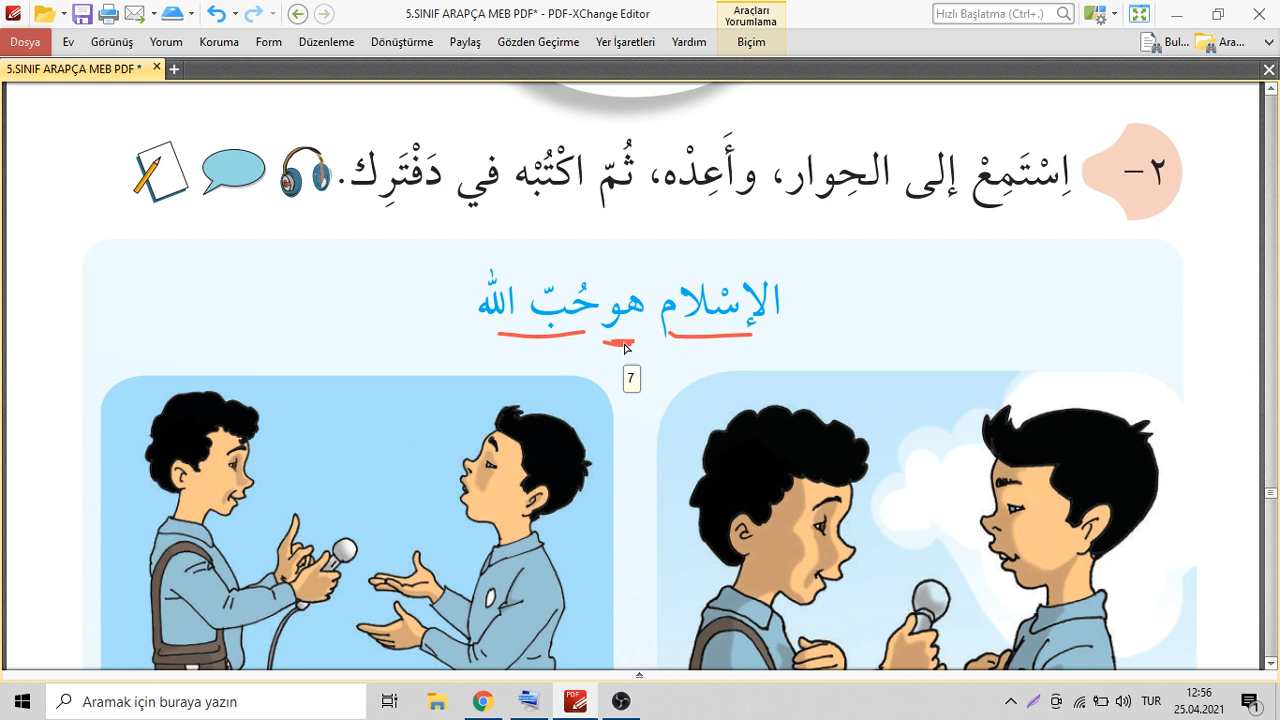 5.SINIF ARAPÇA MEB PDF.PDF* - PDF-XChange Editor
Araçları
Yorumlama
Hızlı Başlatma (Ctrl+.)
Dosya Ev Görünüş Yorum Koruma Form Düzenleme Dönüştürme Paylaş Gözden Geçirme Yer İşaretleri Yardım Biçim Bul... Ara...
5.SINIF ARAPÇA MEB PDF *
٢- اِسْتَمِعْ إلى الحِوار، وأَعِدْه، ثُمّ اكْتُبْه في دَفْتَرِك.
الإسْلام هو حُبّ الله
7
Aramak için buraya yazın
PDF
TUR
12:56
25.04.2021
1